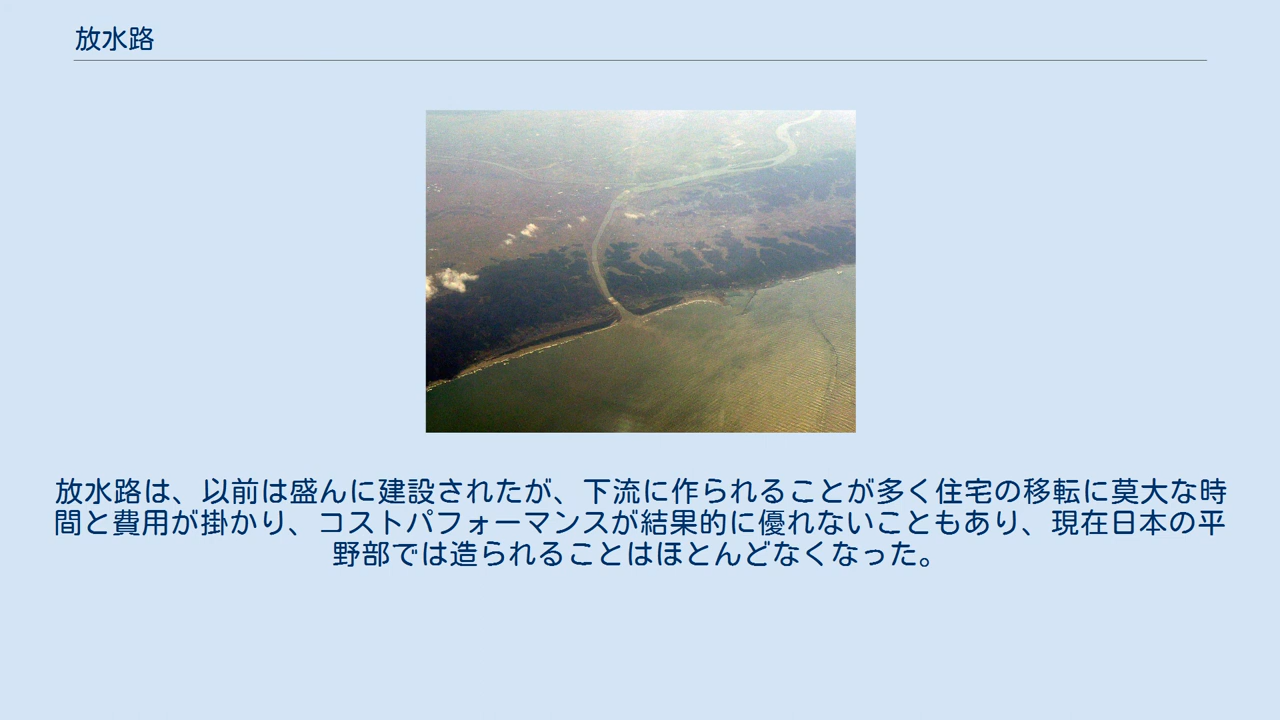 放水路
放水路は、以前は盛んに建設されたが、下流に作られることが多く住宅の移転に莫大な時
間と費用が掛かり、コストパフォーマンスが結果的に優れないこともあり、現在日本の平
野部では造られることはほとんどなくなった。